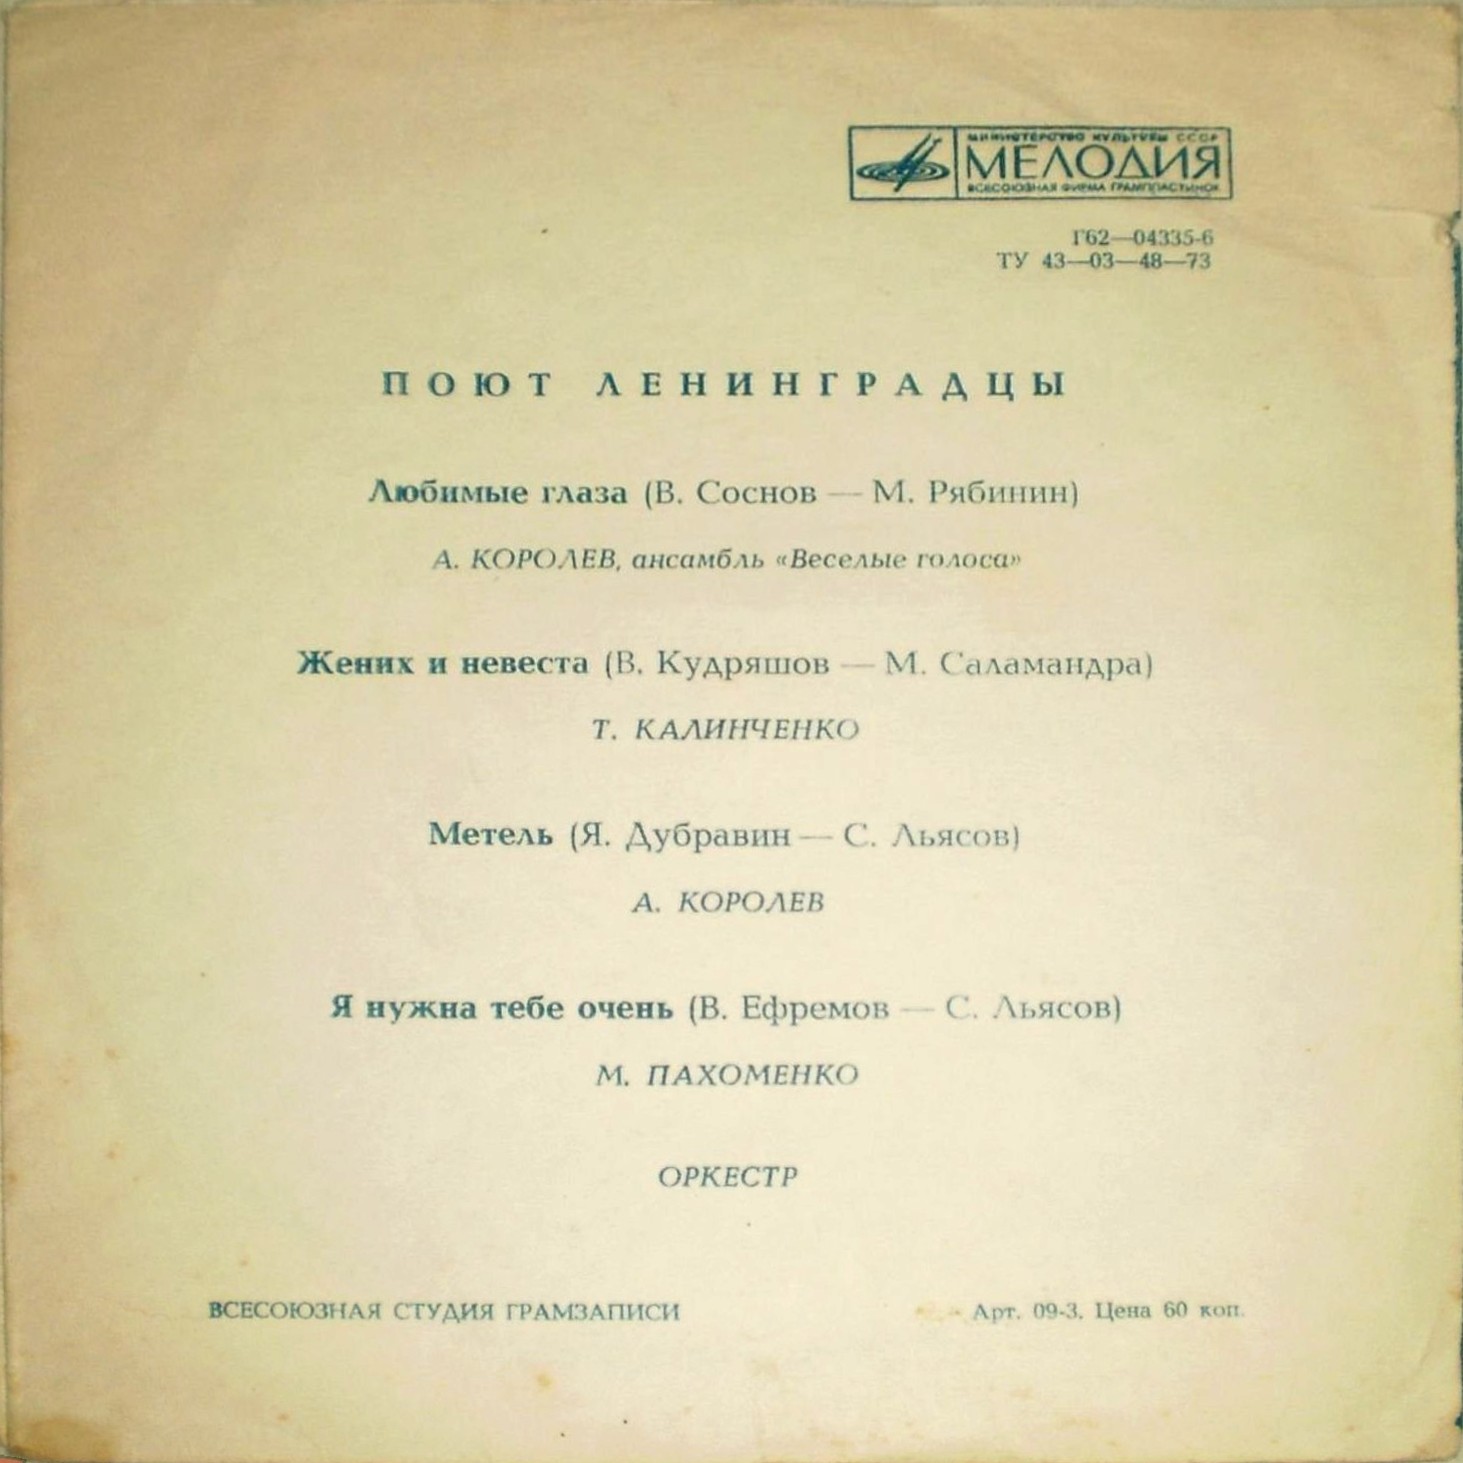 МИНИСТЕРСТВО КУЛЬТУРЫ СССР
МЕЛОДИЯ
ВСЕСОЮЗНАЯ ФИРМА ГРАМПЛАСТИНОК
Г62—04335-6
ТУ 43—03—48—73
ПОЮТ ЛЕНИНГРАДЦЫ
Любимые глаза (В. Соснов — М. Рябинин)
А. КОРОЛЕВ, ансамбль «Веселые голоса»
Жених и невеста (В. Кудряшов — М. Саламандра)
Т. КАЛИНЧЕНКО
Метель (Я. Дубравин — С. Льясов)
А. КОРОЛЕВ
Я нужна тебе очень (В. Ефремов — С. Льясов)
М. ПАХОМЕНКО
ОРКЕСТР
ВСЕСОЮЗНАЯ СТУДИЯ ГРАМЗАПИСИ
Арт. 09-3. Цена 60 коп.